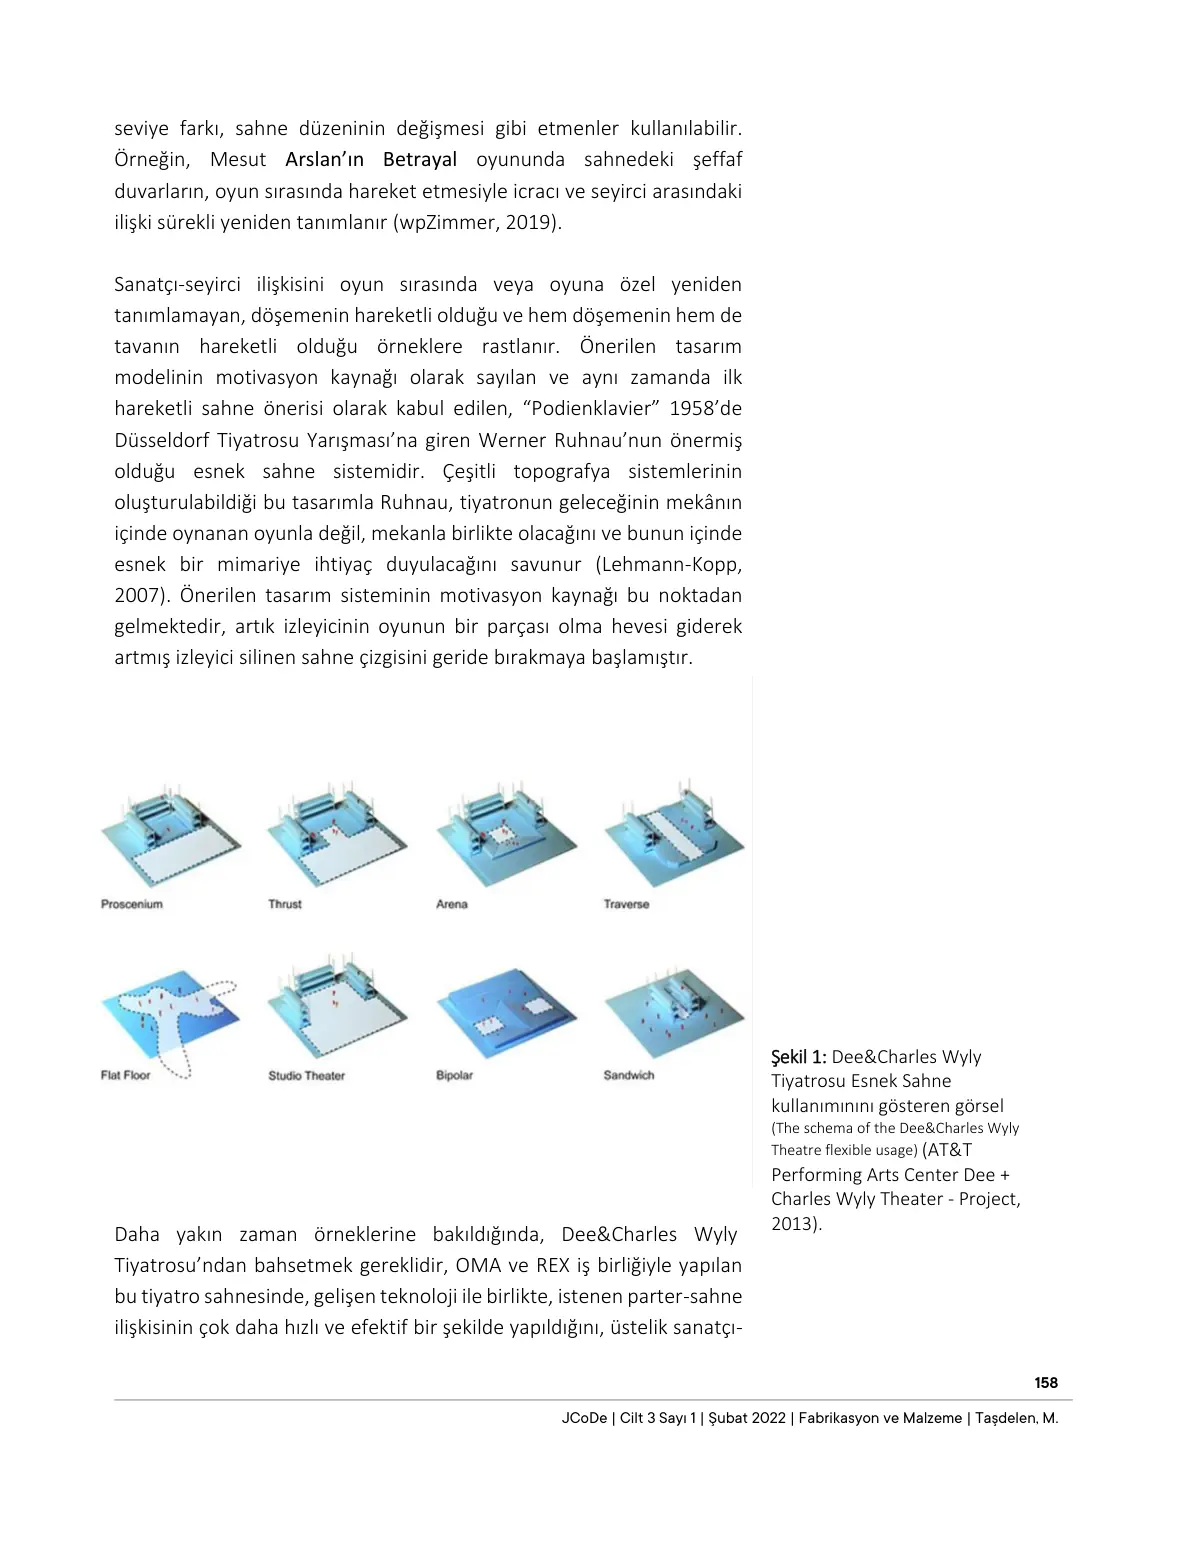 seviye farkı, sahne düzeninin değişmesi gibi etmenler kullanılabilir.
Örneğin, Mesut Arslan’ın Betrayal oyununda sahnedeki şeffaf
duvarların, oyun sırasında hareket etmesiyle icracı ve seyirci arasındaki
ilişki sürekli yeniden tanımlanır (wpZimmer, 2019).
Sanatçı-seyirci ilişkisini oyun sırasında veya oyuna özel yeniden
tanımlamayan, döşemenin hareketli olduğu ve hem döşemenin hem de
tavanın hareketli olduğu örneklere rastlanır. Önerilen tasarım
modelinin motivasyon kaynağı olarak sayılan ve aynı zamanda ilk
hareketli sahne önerisi olarak kabul edilen, “Podienklavier” 1958’de
Düsseldorf Tiyatrosu Yarışması’na giren Werner Ruhnau’nun önermiş
olduğu esnek sahne sistemidir. Çeşitli topografya sistemlerinin
oluşturulabildiği bu tasarımla Ruhnau, tiyatronun geleceğinin mekânın
içinde oynanan oyunla değil, mekanla birlikte olacağını ve bunun içinde
esnek bir mimariye ihtiyaç duyulacağını savunur (Lehmann-Kopp,
2007). Önerilen tasarım sisteminin motivasyon kaynağı bu noktadan
gelmektedir, artık izleyicinin oyunun bir parçası olma hevesi giderek
artmış izleyici silinen sahne çizgisini geride bırakmaya başlamıştır.
Proscenium Thrust Arena Traverse
Flat Floor Studio Theater Bipolar Sandwich
Şekil 1: Dee&Charles Wyly
Tiyatrosu Esnek Sahne
kullanımınını gösteren görsel
(The schema of the Dee&Charles Wyly
Theatre flexible usage) (AT&T
Performing Arts Center Dee +
Charles Wyly Theater - Project,
2013).
Daha yakın zaman örneklerine bakıldığında, Dee&Charles Wyly
Tiyatrosu’ndan bahsetmek gereklidir, OMA ve REX iş birliğiyle yapılan
bu tiyatro sahnesinde, gelişen teknoloji ile birlikte, istenen parter-sahne
ilişkisinin çok daha hızlı ve efektif bir şekilde yapıldığını, üstelik sanatçı-
158
JCoDe | Cilt 3 Sayı 1 | Şubat 2022 | Fabrikasyon ve Malzeme | Taşdelen, M.